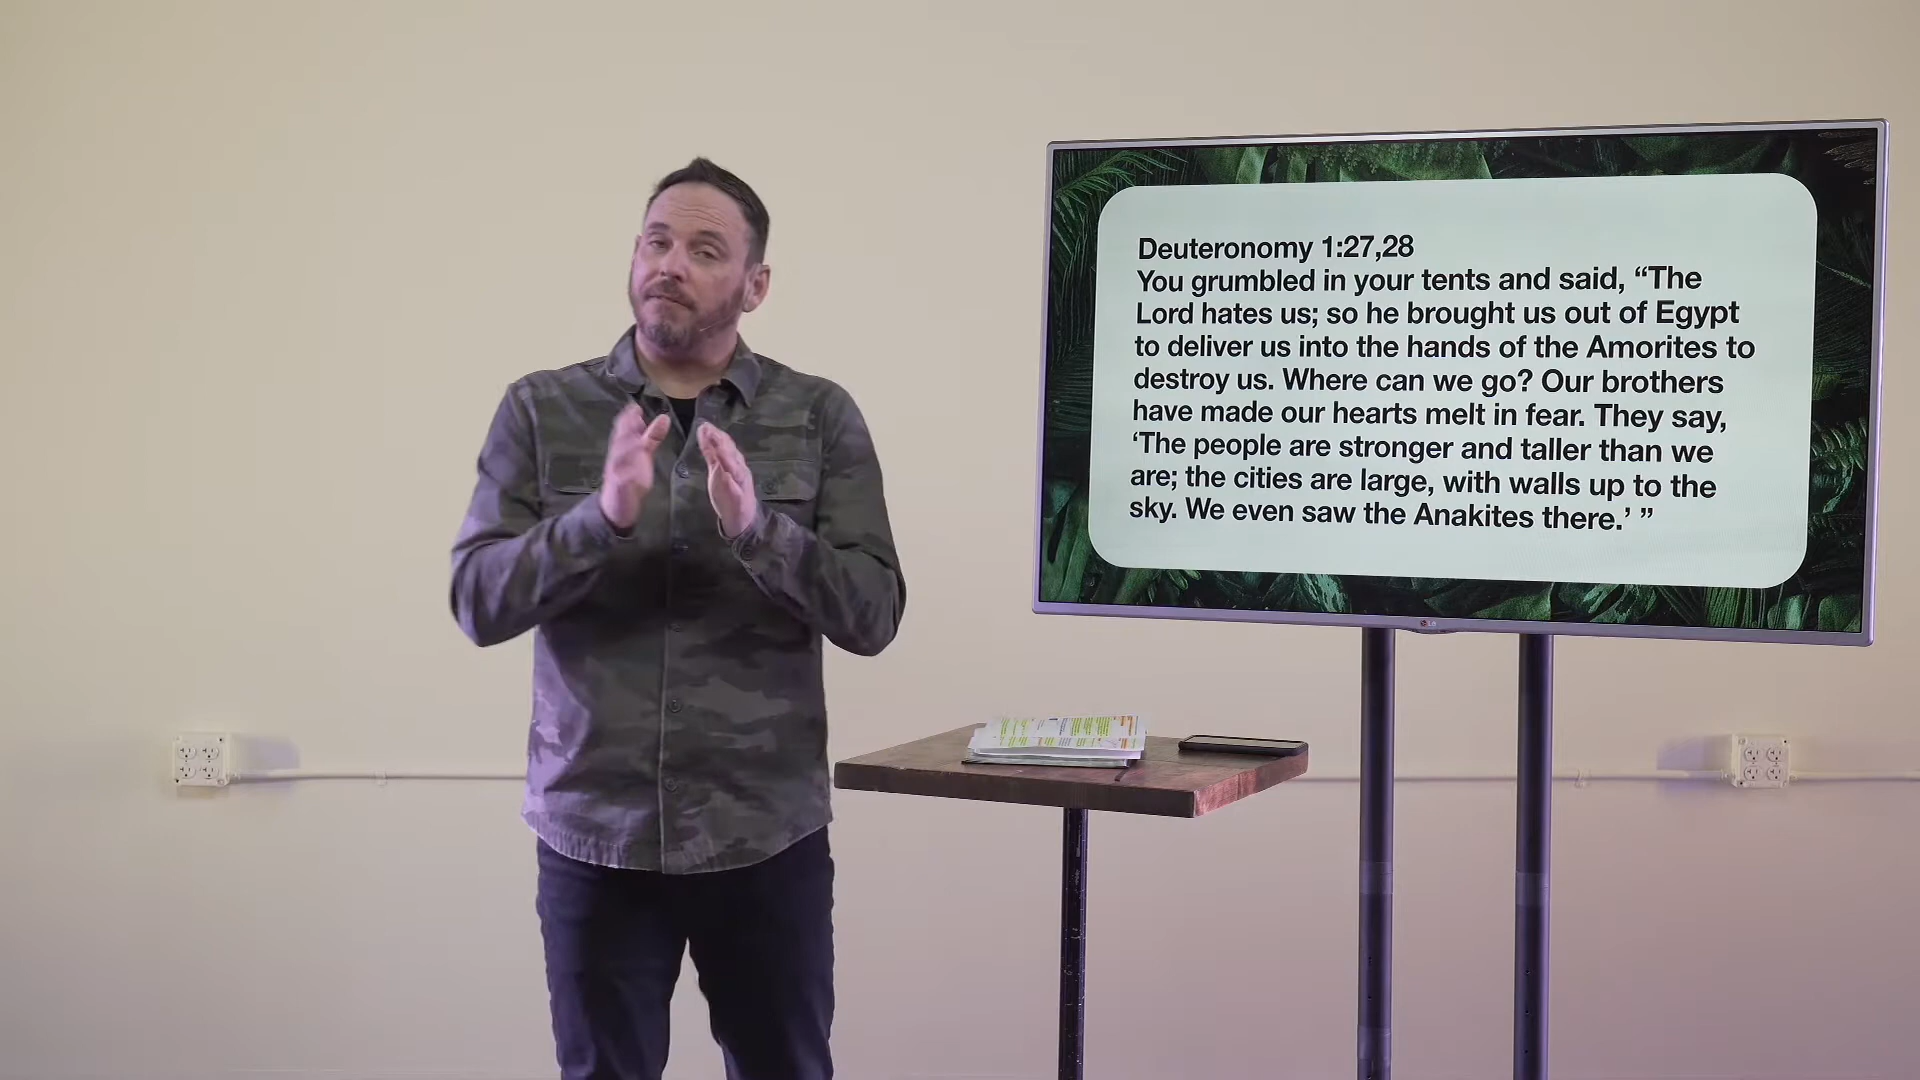 Deuteronomy 1:27,28
You grumbled in your tents and said, “The
Lord hates us; so he brought us out of Egypt
to deliver us into the hands of the Amorites to
destroy us. Where can we go? Our brothers
have made our hearts melt in fear. They say,
‘The people are stronger and taller than we
are; the cities are large, with walls up to the
sky. We even saw the Anakites there.’ ”
LG